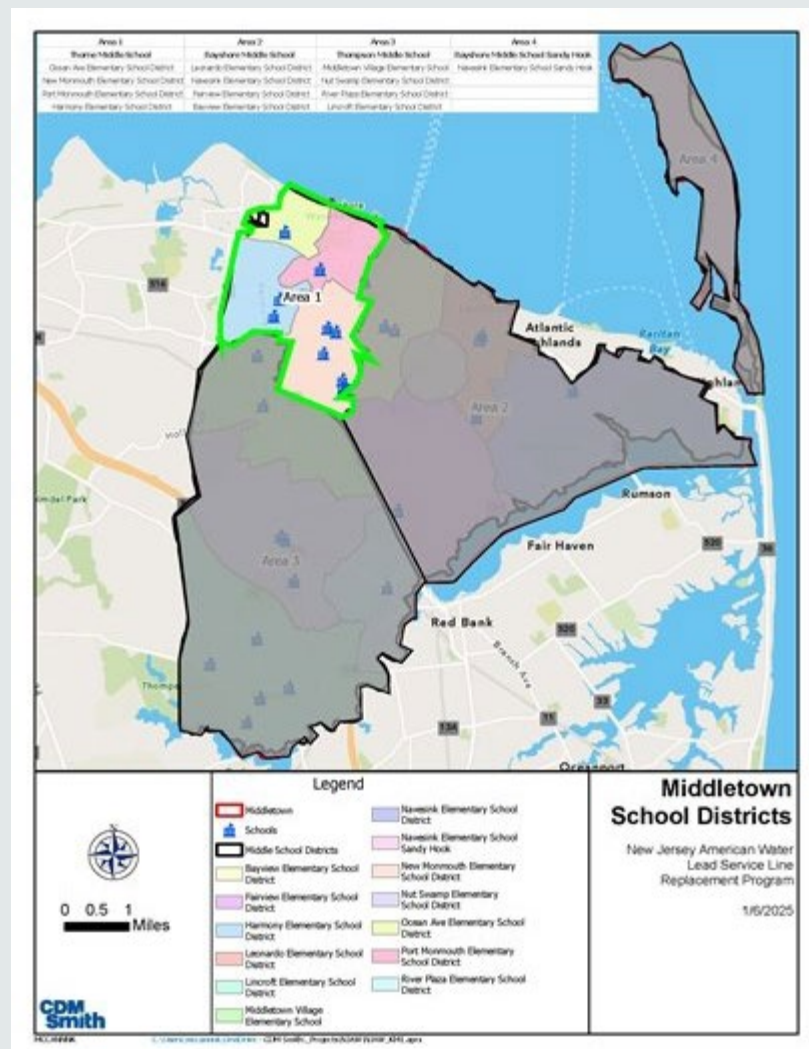 Area 1 Area 2 Area 3 Area 4
Thorne Middle School Bayshore Middle School Thompson Middle School Bayshore Middle School Sandy Hook
Ocean Ave Elementary School District Leonardo Elementary School District Middletown Village Elementary School Navesink Elementary School Sandy Hook
New Monmouth Elementary School District Navesink Elementary School District Nut Swamp Elementary School District
Port Monmouth Elementary School District Fairview Elementary School District River Plaza Elementary School District
Harmony Elementary School District Bayview Elementary School District Lincroft Elementary School District
Area 4
Area 1
Atlantic
hlands
Raritan
Bay
Area 2
Rumson
Fair Haven
520
36
Area 3
Red Bank
Branch Ave
520
33
Thompe
Oceanport
Legend
Middletown
Schools
Middle School Districts
Bayview Elementary School
District
Fairview Elementary School
District
Harmony Elementary School
District
Leonardo Elementary School
District
Lincroft Elementary School
District
Middletown Village
Elementary School
Navesink Elementary School
District
Navesink Elementary School
Sandy Hook
New Monmouth Elementary
School District
Nut Swamp Elementary
School District
Ocean Ave Elementary School
District
Port Monmouth Elementary
School District
River Plaza Elementary School
District
0 0.5 1
Miles
CDM
Smith
Middletown
School Districts
New Jersey American Water
Lead Service Line
Replacement Program
1/6/2025